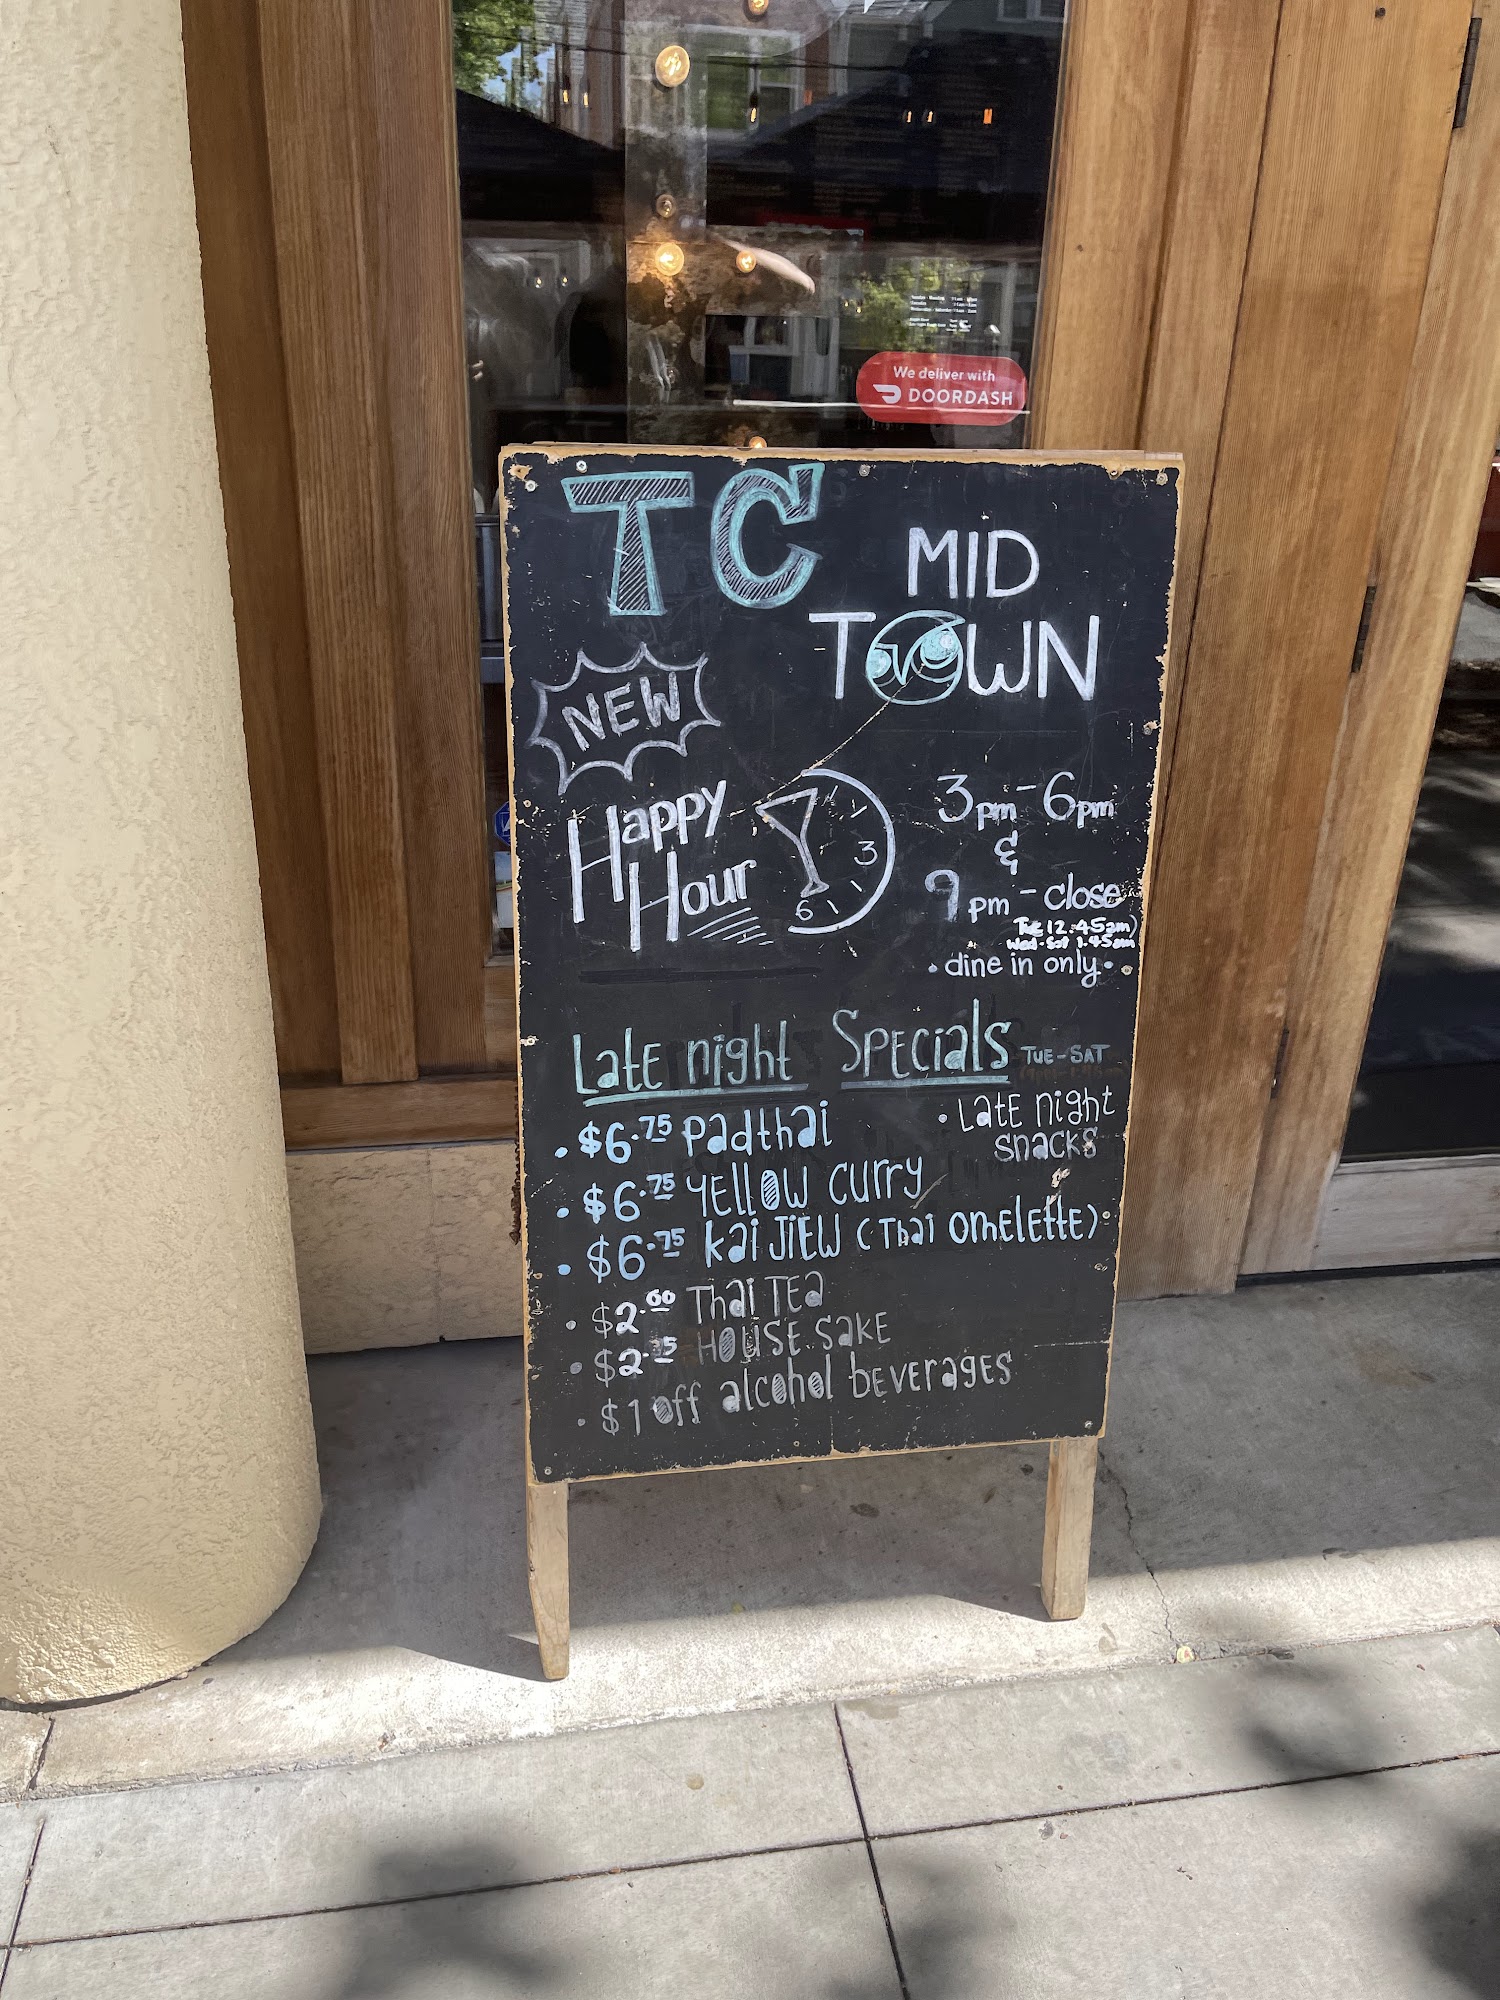 We deliver with
DOORDASH
TC
MID
TOWN
NEW
Happy
Hour
3
6
3pm-6pm
&
9pm-close
Tue 12.45am)
Wed-Sat 1.45am
• dine in only •
Late night Specials TUE-SAT
• $6.75 Padthai
• Late night
snacks
• $6.75 Yellow Curry
• $6.75 Kai Jiew (Thai Omelette)
• $2.00 Thai Tea
• $2.75 House Sake
• $1 off alcohol beverages